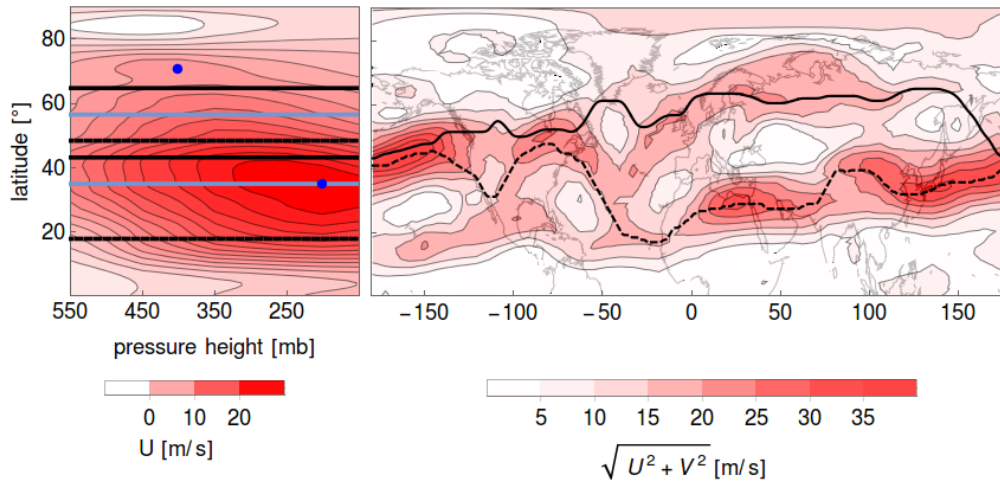 80
60
40
20
latitude [°]
550 450 350 250
pressure height [mb]
−150 −100 −50 0 50 100 150
0 10 20
U [m/s]
5 10 15 20 25 30 35
√U² + V² [m/s]